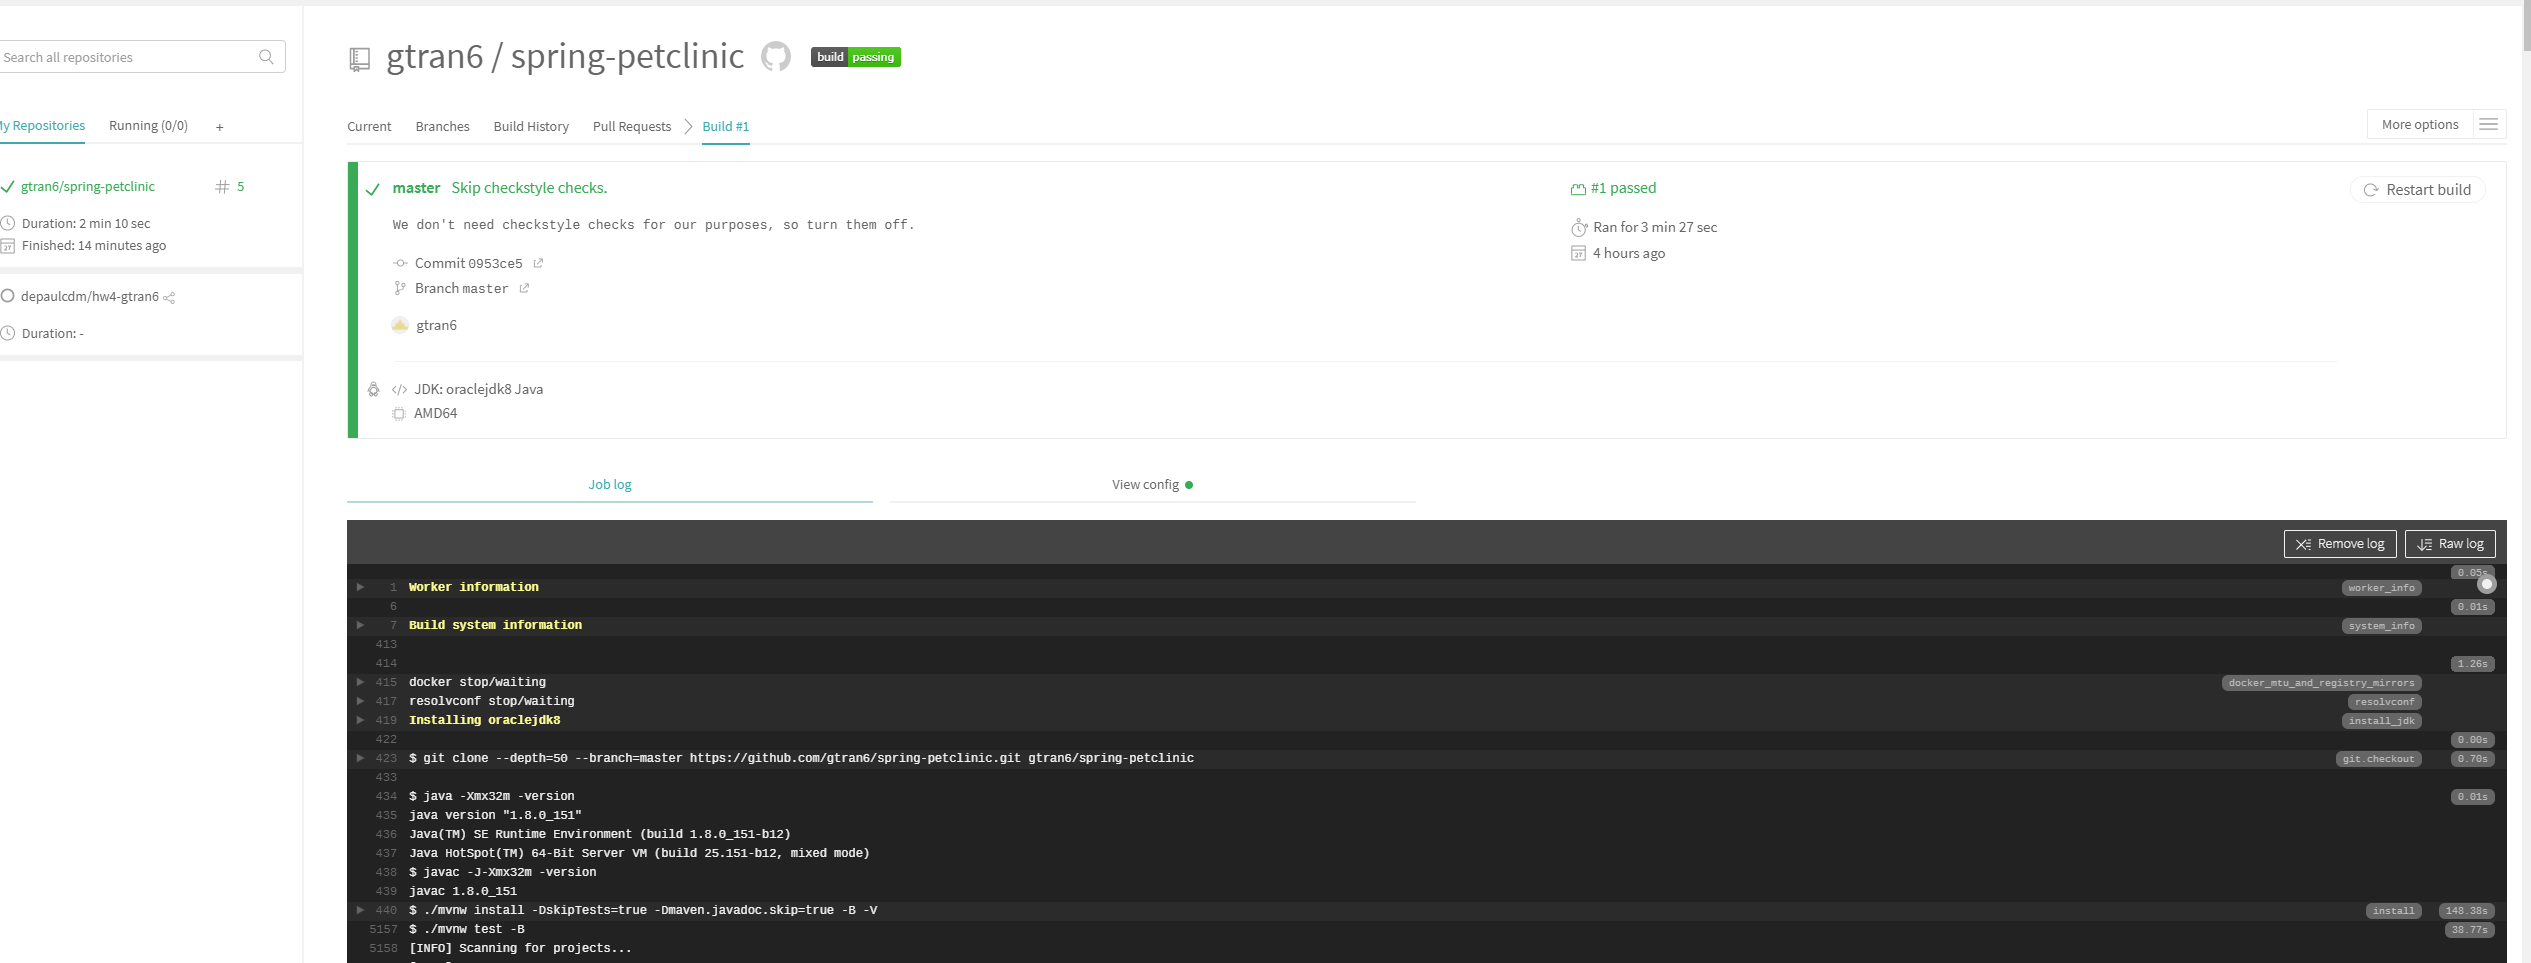 Search all repositories
My Repositories Running (0/0) +
gtran6/spring-petclinic # 5
Duration: 2 min 10 sec
Finished: 14 minutes ago
depaulcdm/hw4-gtran6
Duration: -
gtran6 / spring-petclinic build passing
Current Branches Build History Pull Requests Build #1 More options
master Skip checkstyle checks. #1 passed Restart build
We don't need checkstyle checks for our purposes, so turn them off. Ran for 3 min 27 sec
4 hours ago
Commit 0953ce5
Branch master
gtran6
</> JDK: oraclejdk8 Java
AMD64
Job log View config
Remove log Raw log
0.05s
1 Worker information worker_info
6 0.01s
7 Build system information system_info
413
414 1.26s
415 docker stop/waiting docker_mtu_and_registry_mirrors
417 resolvconf stop/waiting resolvconf
419 Installing oraclejdk8 install_jdk
422 0.00s
423 $ git clone --depth=50 --branch=master https://github.com/gtran6/spring-petclinic.git gtran6/spring-petclinic git.checkout 0.70s
433
434 $ java -Xmx32m -version 0.01s
435 java version "1.8.0_151"
436 Java(TM) SE Runtime Environment (build 1.8.0_151-b12)
437 Java HotSpot(TM) 64-Bit Server VM (build 25.151-b12, mixed mode)
438 $ javac -J-Xmx32m -version
439 javac 1.8.0_151
440 $ ./mvnw install -DskipTests=true -Dmaven.javadoc.skip=true -B -V install 148.38s
5157 $ ./mvnw test -B 38.77s
5158 [INFO] Scanning for projects...